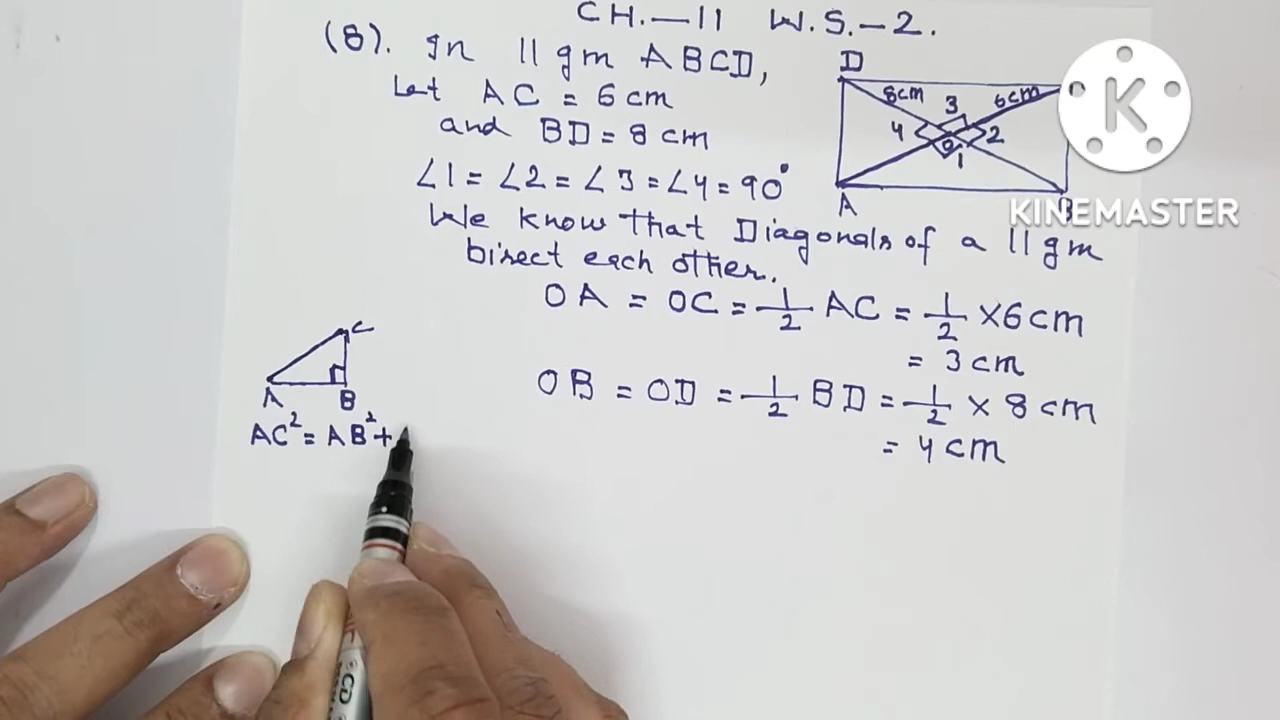 CH.—11 W.S.—2.
(8). In ||gm ABCD,
Let AC = 6 cm
and BD = 8 cm
∠1 = ∠2 = ∠3 = ∠4 = 90°
We know that Diagonals of a ||gm
bisect each other.
OA = OC = 1/2 AC = 1/2 × 6 cm
= 3 cm
OB = OD = 1/2 BD = 1/2 × 8 cm
= 4 cm
D
8cm 3 6cm
4 O 2
1
A B
K
KINEMASTER
C
A B
AC² = AB² +
CD